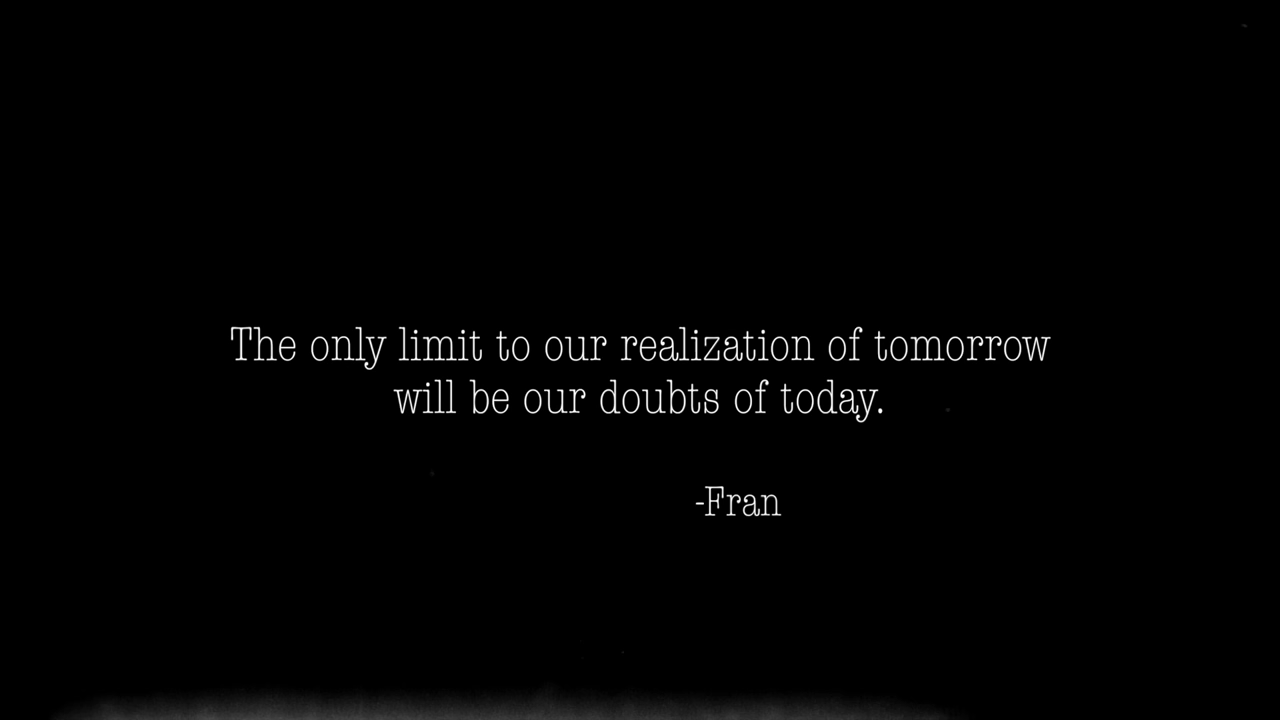 The only limit to our realization of tomorrow
will be our doubts of today.
-Fran